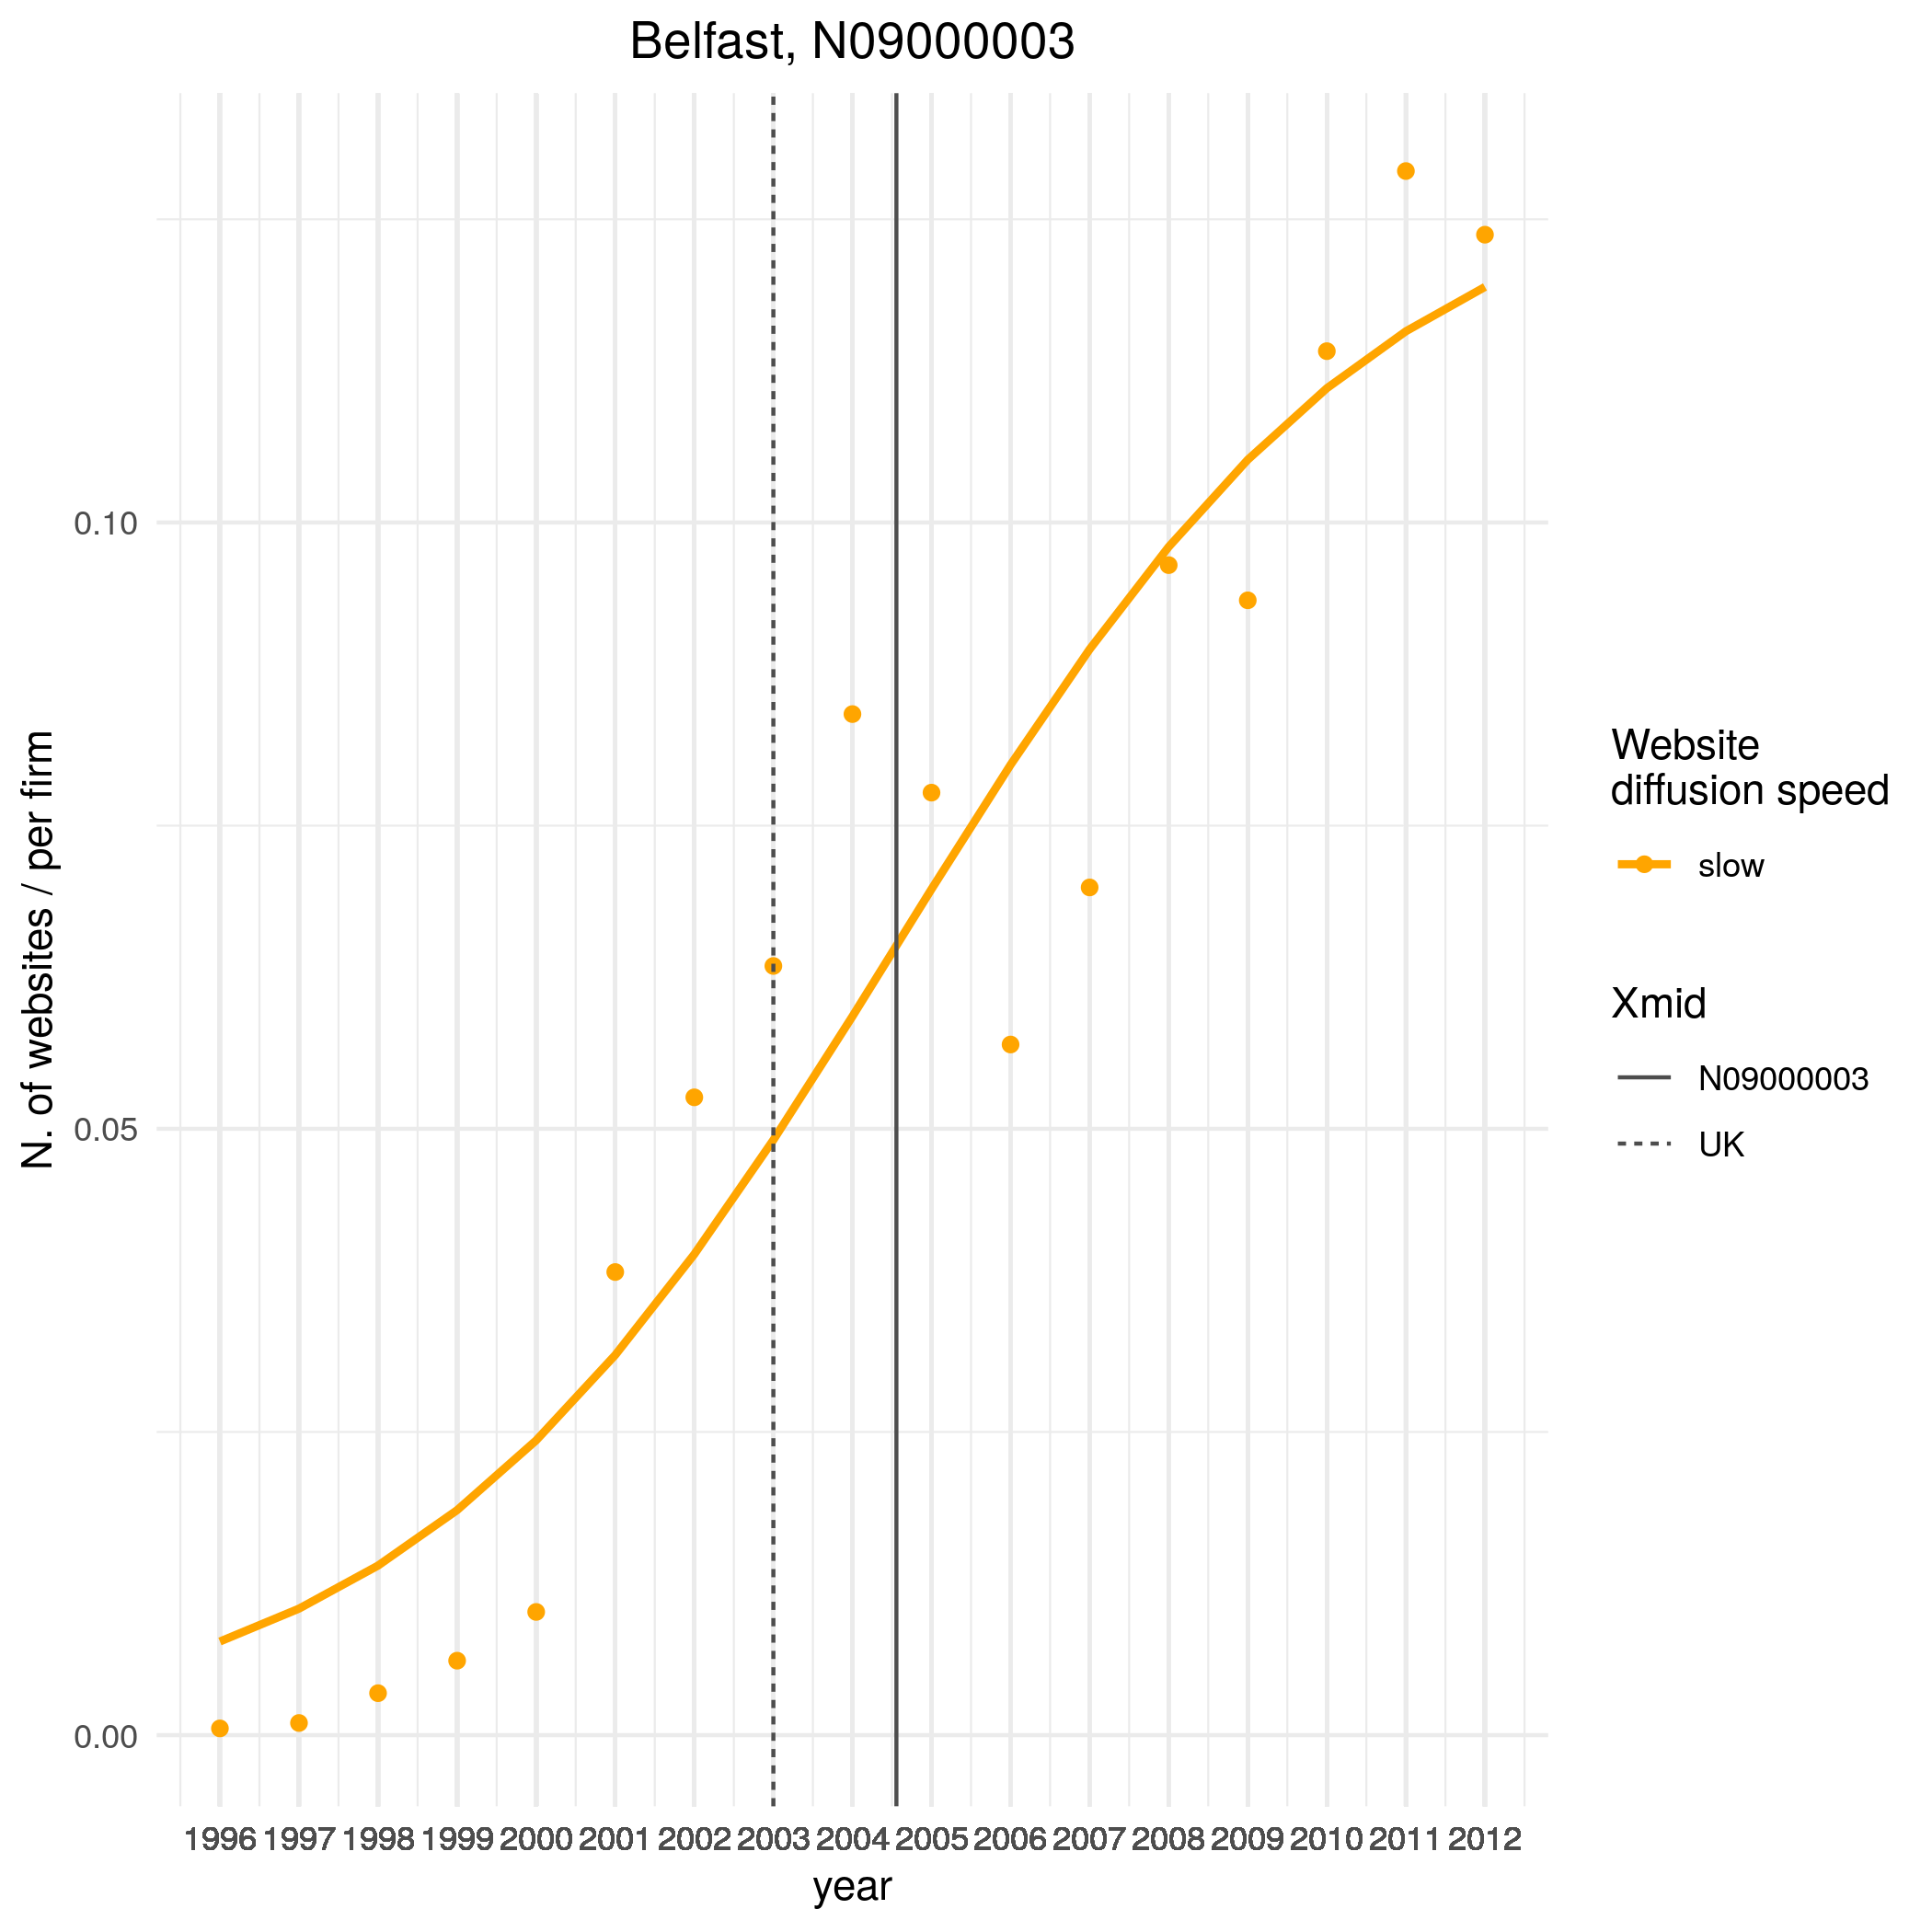 Belfast, N09000003
N. of websites / per firm
0.10
0.05
0.00
1996 1997 1998 1999 2000 2001 2002 2003 2004 2005 2006 2007 2008 2009 2010 2011 2012
year
Website
diffusion speed
slow
Xmid
N09000003
UK